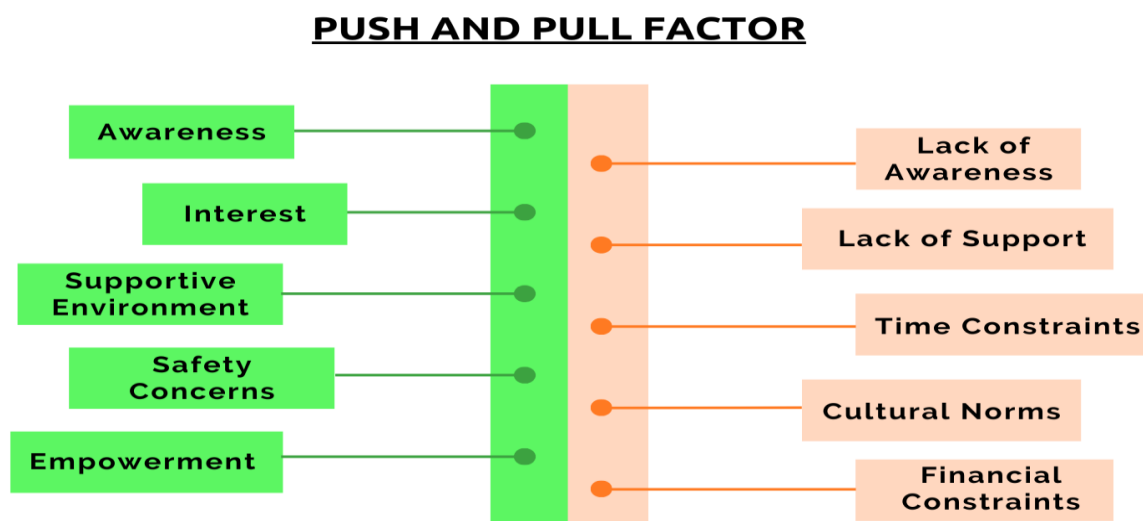 PUSH AND PULL FACTOR
Awareness
Interest
Supportive
Environment
Safety
Concerns
Empowerment
Lack of
Awareness
Lack of Support
Time Constraints
Cultural Norms
Financial
Constraints